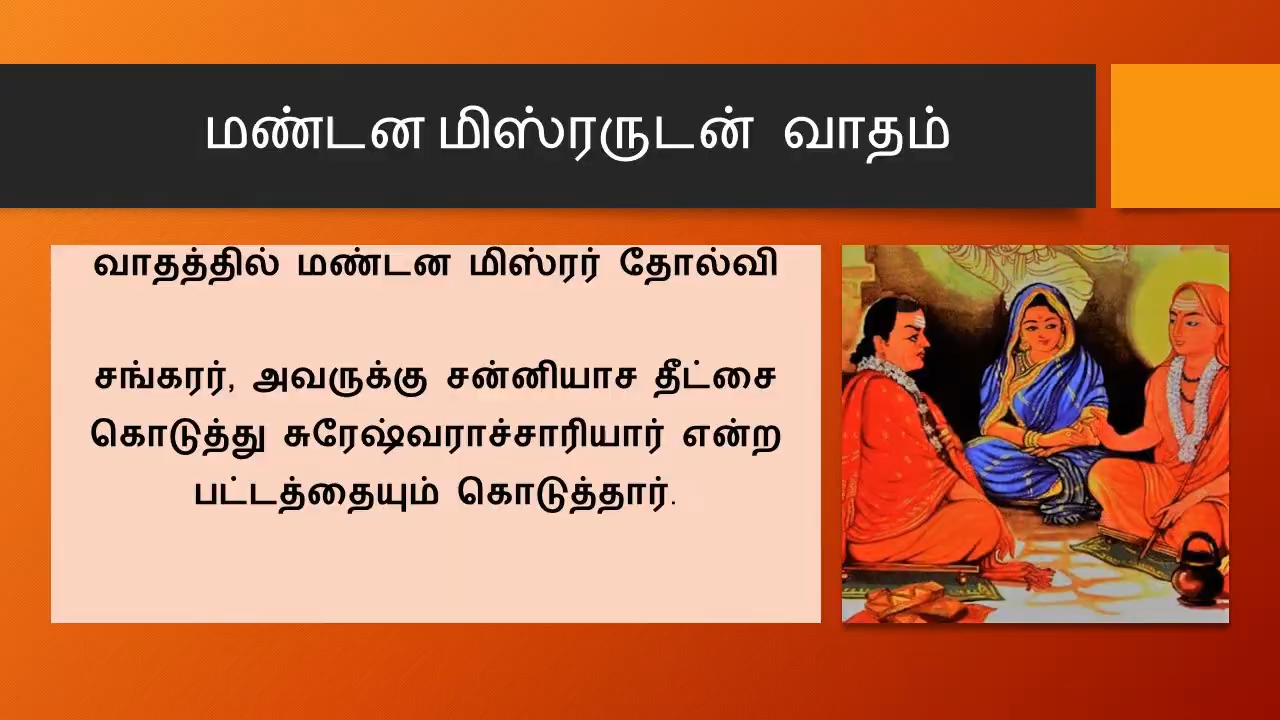 மண்டன மிஸ்ரருடன் வாதம்
வாதத்தில் மண்டன மிஸ்ரர் தோல்வி
சங்கரர், அவருக்கு சன்னியாச தீட்சை
கொடுத்து சுரேஷ்வராச்சாரியார் என்ற
பட்டத்தையும் கொடுத்தார்.